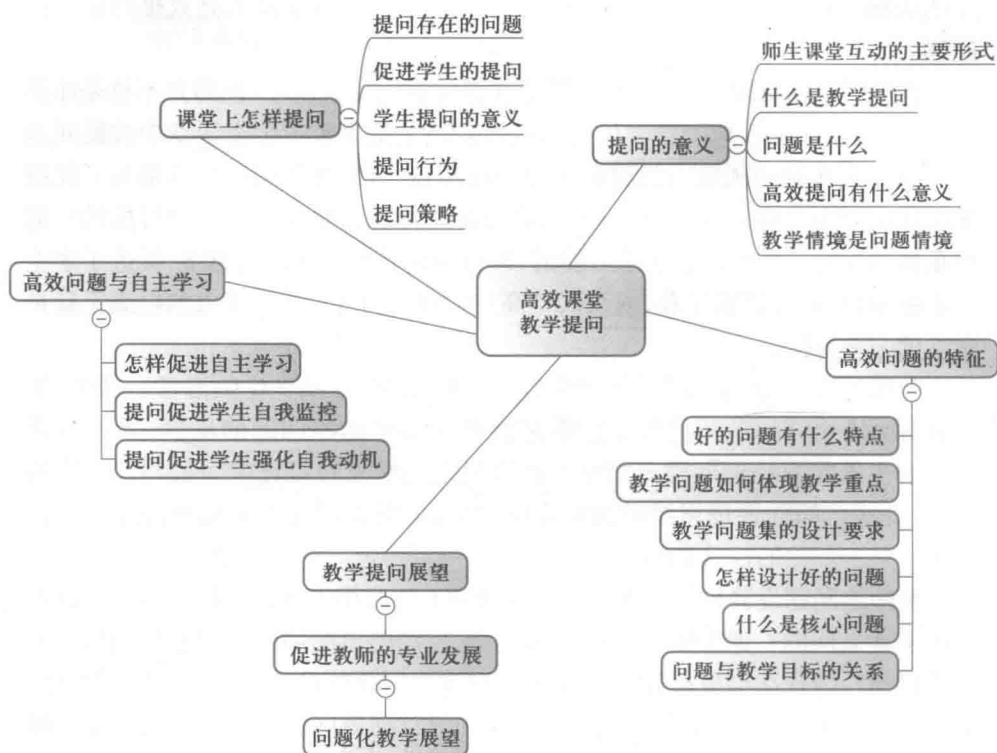 课堂上怎样提问
提问存在的问题
促进学生的提问
学生提问的意义
提问行为
提问策略
提问的意义
师生课堂互动的主要形式
什么是教学提问
问题是什么
高效提问有什么意义
教学情境是问题情境
高效课堂
教学提问
高效问题与自主学习
怎样促进自主学习
提问促进学生自我监控
提问促进学生强化自我动机
高效问题的特征
好的问题有什么特点
教学问题如何体现教学重点
教学问题集的设计要求
怎样设计好的问题
什么是核心问题
问题与教学目标的关系
教学提问展望
促进教师的专业发展
问题化教学展望